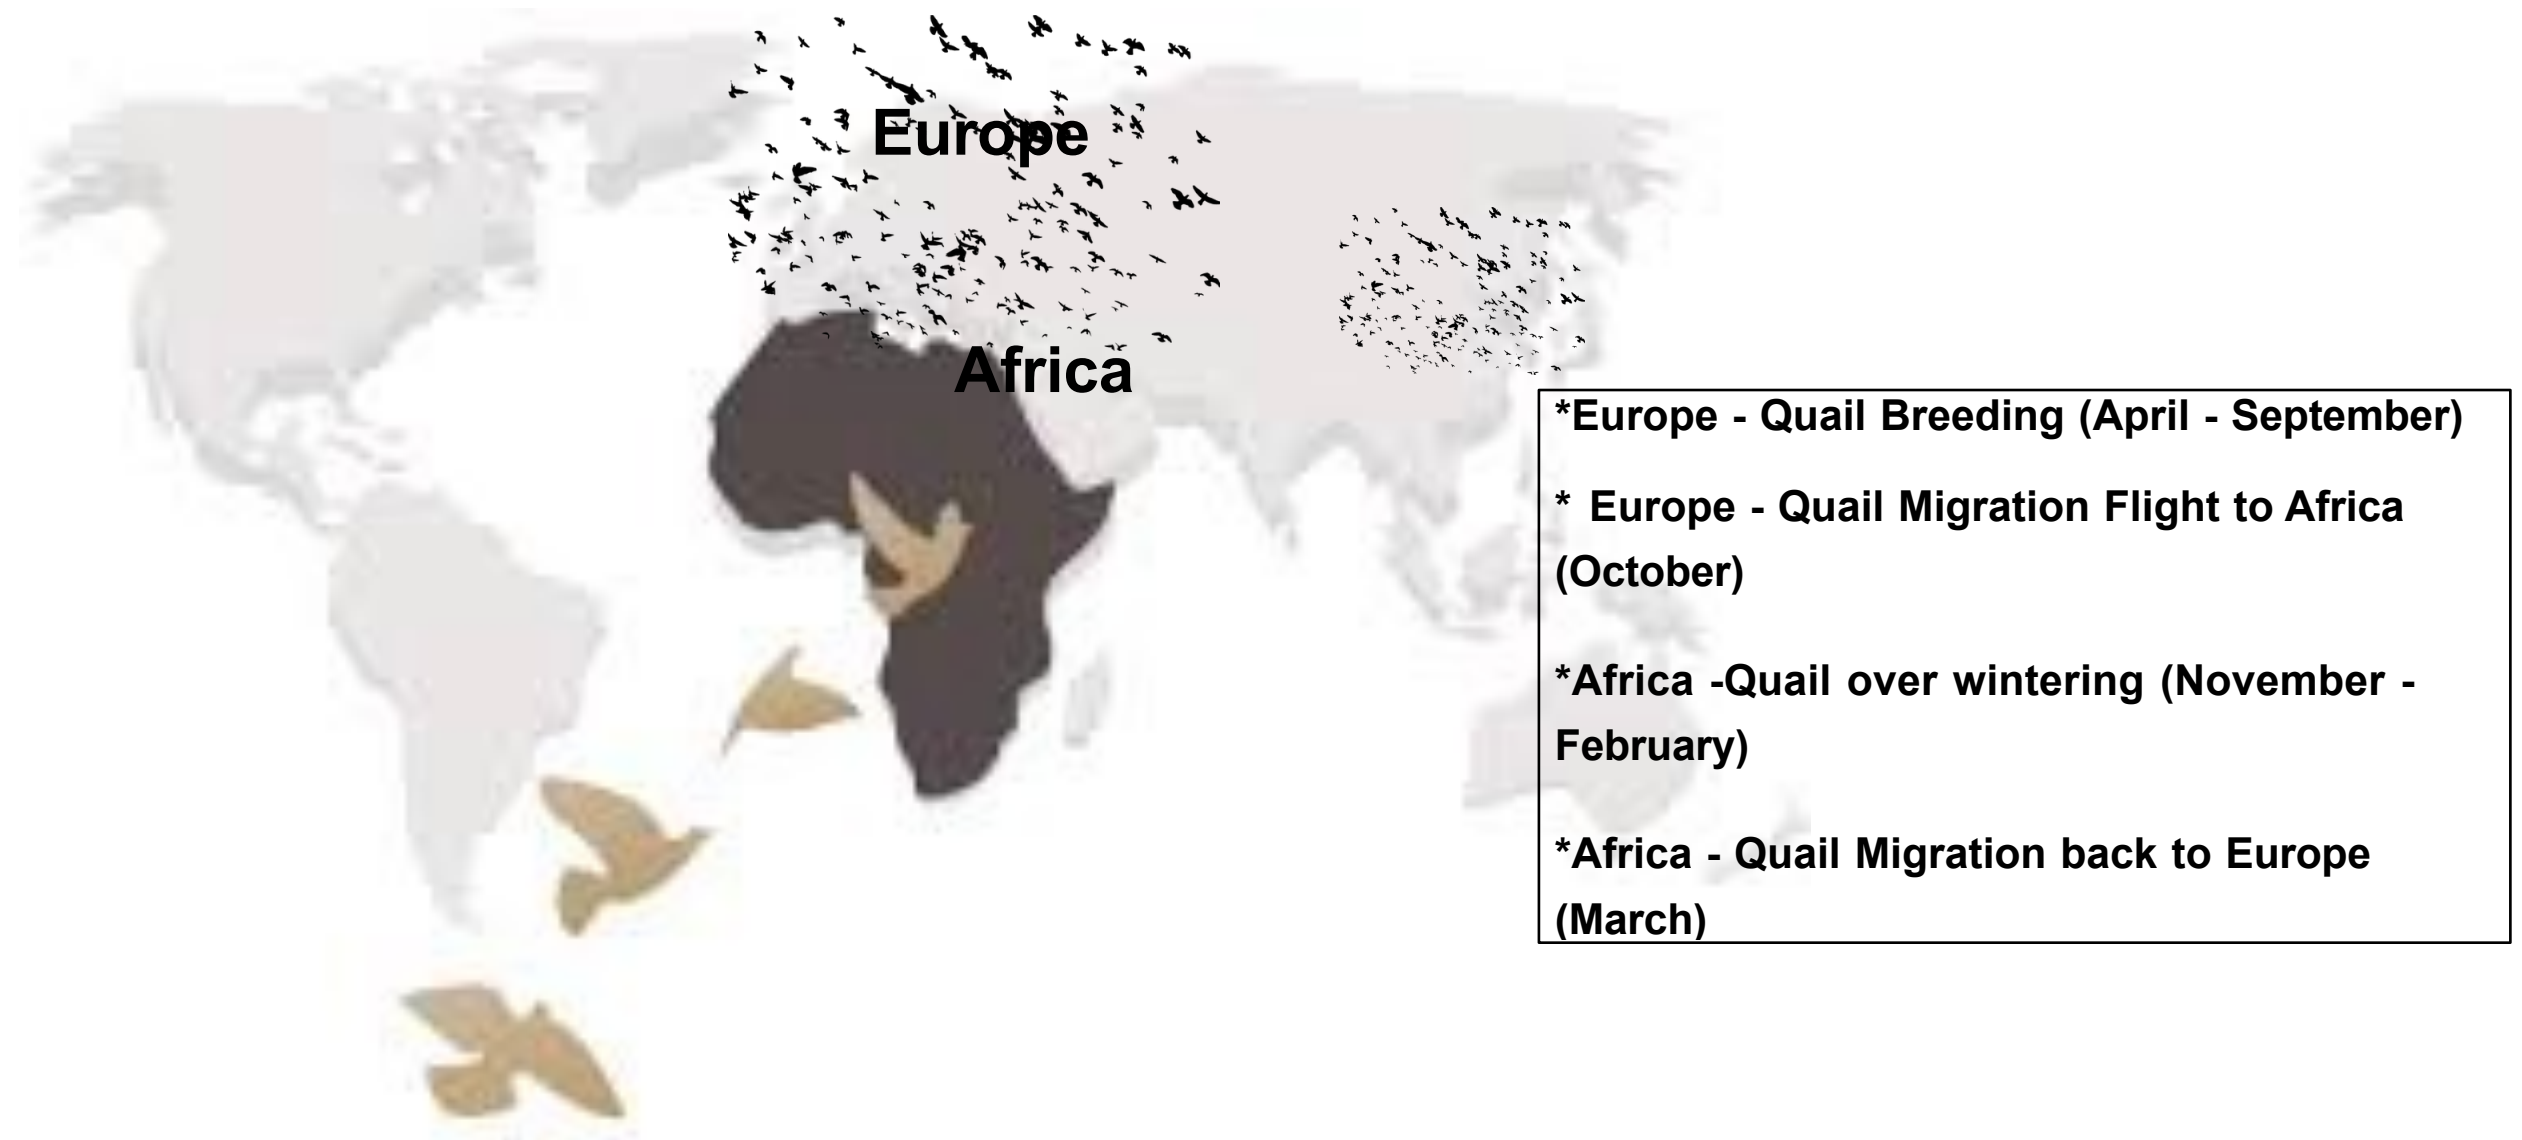 Europe
Africa
*Europe - Quail Breeding (April - September)
* Europe - Quail Migration Flight to Africa
(October)
*Africa -Quail over wintering (November -
February)
*Africa - Quail Migration back to Europe
(March)